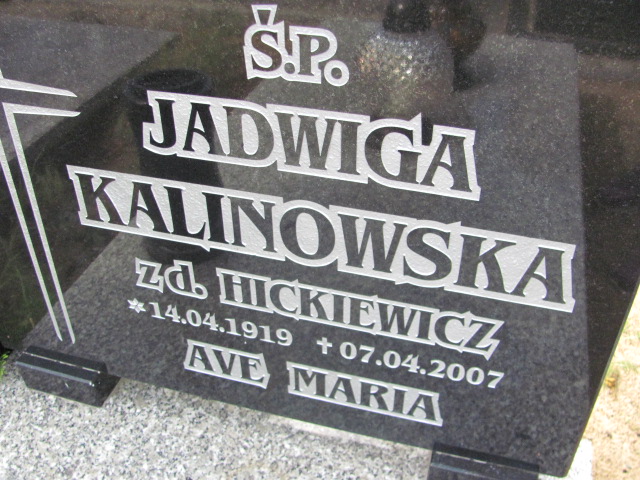 Ś.P.
JADWIGA
KALINOWSKA
zd. HICKIEWICZ
*14.04.1919 †07.04.2007
AVE MARIA